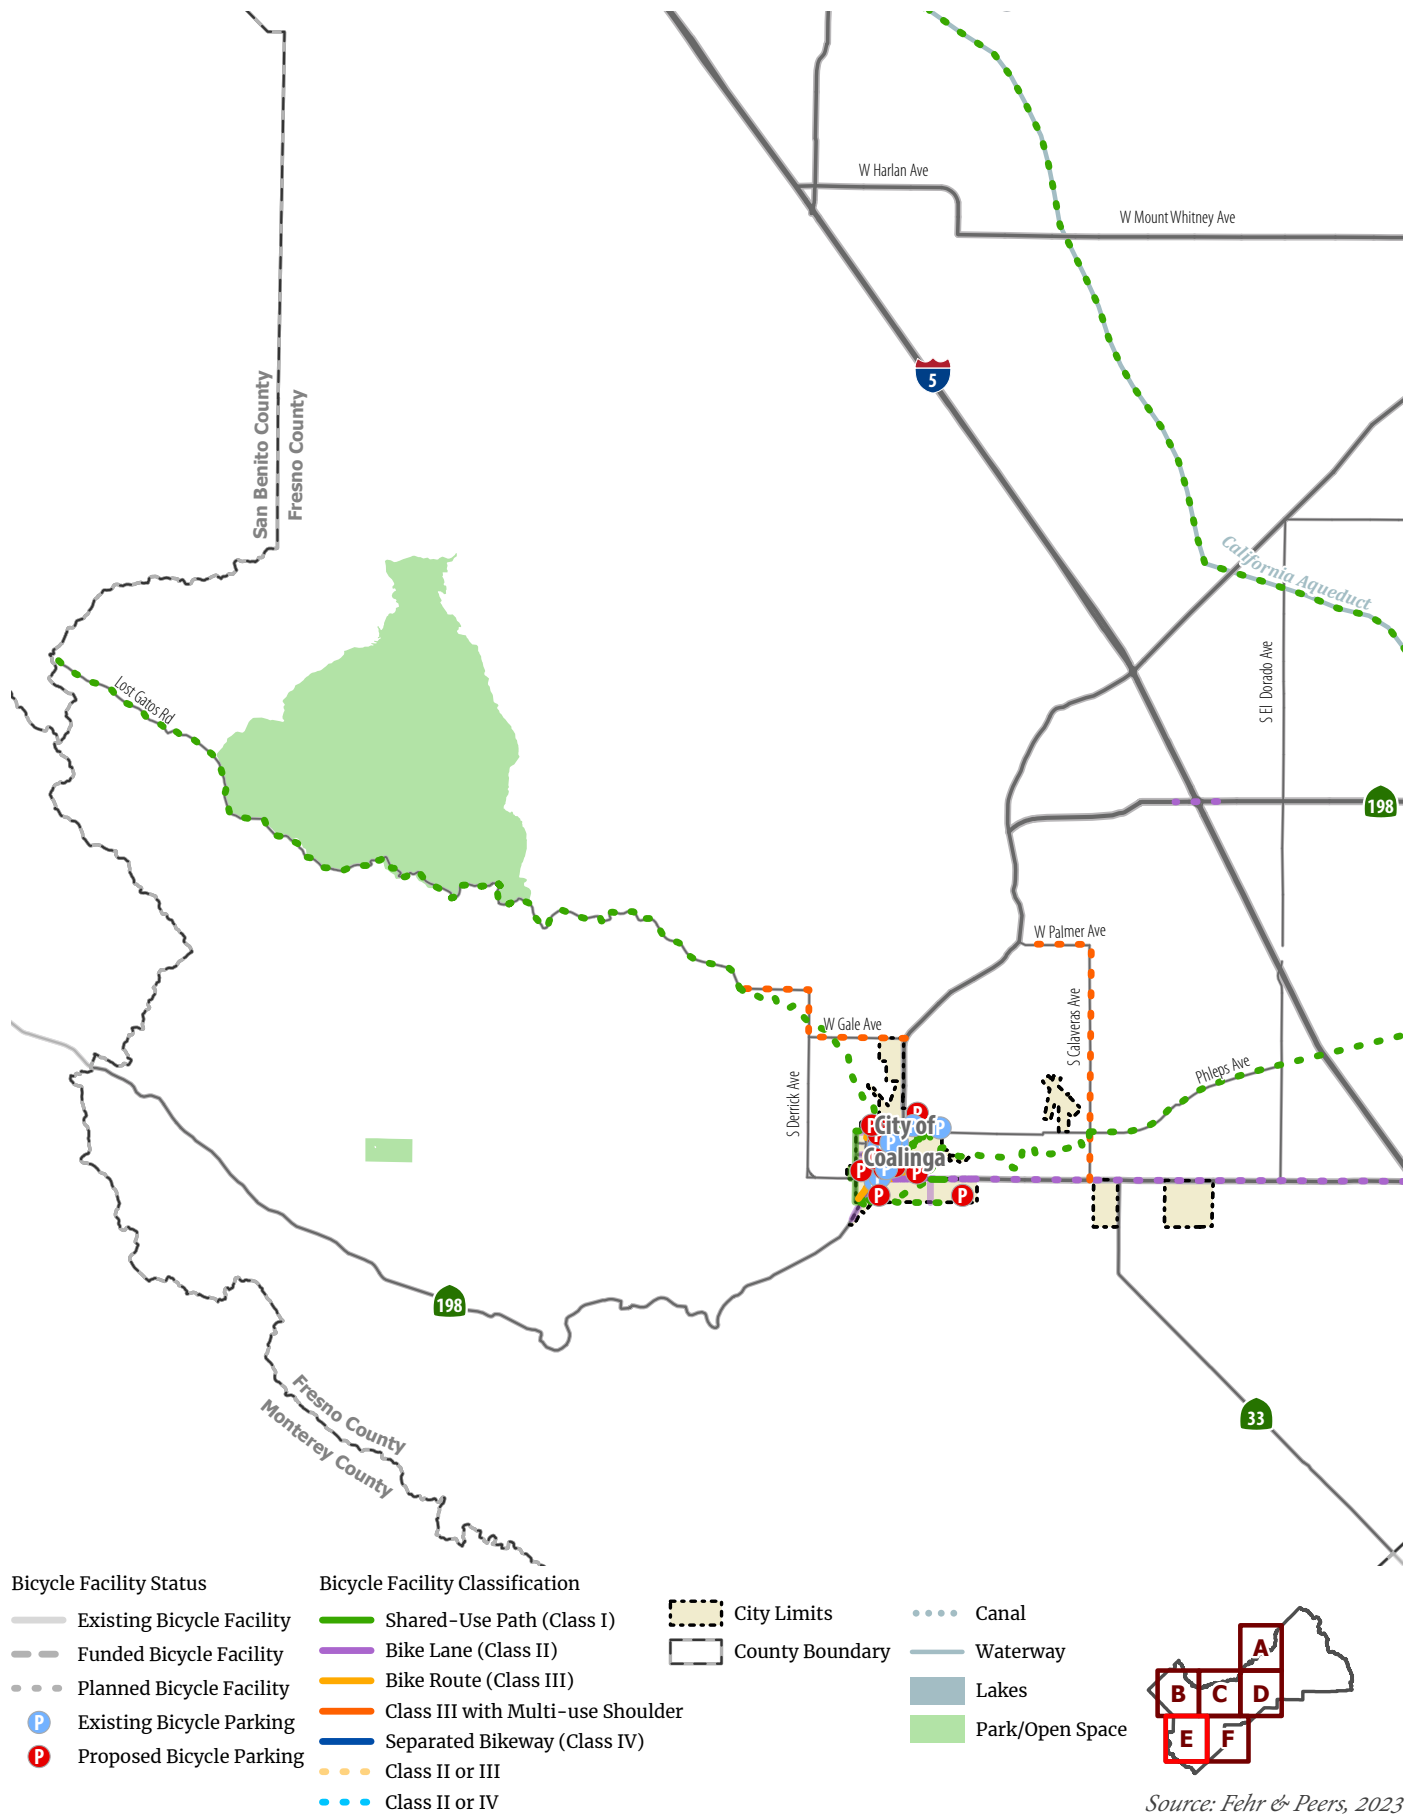 W Harlan Ave
W Mount Whitney Ave
5
San Benito County
Fresno County
California Aqueduct
S El Dorado Ave
Lost Gatos Rd
198
W Palmer Ave
S Calaveras Ave
W Gale Ave
S Derrick Ave
Phleps Ave
P
P
P
P
City of
Coalinga
P
P
P
P
P
P
198
33
Fresno County
Monterey County
Bicycle Facility Status
Existing Bicycle Facility
Funded Bicycle Facility
Planned Bicycle Facility
P Existing Bicycle Parking
P Proposed Bicycle Parking
Bicycle Facility Classification
Shared-Use Path (Class I)
Bike Lane (Class II)
Bike Route (Class III)
Class III with Multi-use Shoulder
Separated Bikeway (Class IV)
Class II or III
Class II or IV
City Limits
County Boundary
Canal
Waterway
Lakes
Park/Open Space
A
B C D
E F
Source: Fehr & Peers, 2023